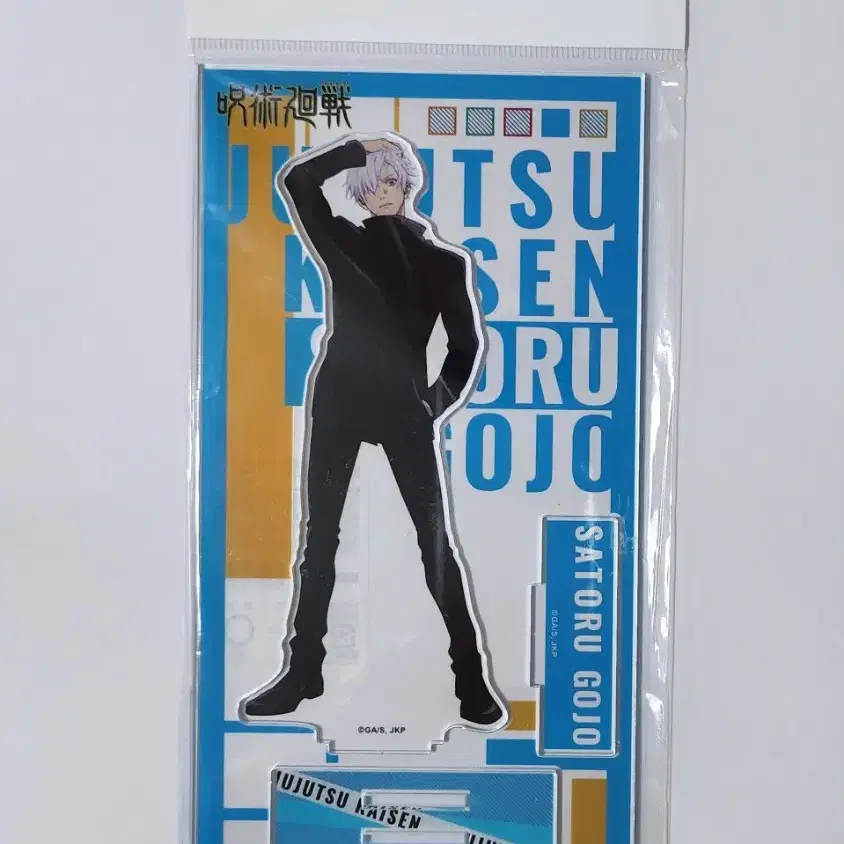 呪術廻戦
JUJUTSU
KAISEN
SATORU
GOJO
SATORU GOJO
©GA/S, JKP
©GA/S, JKP
JUJUTSU KAISEN